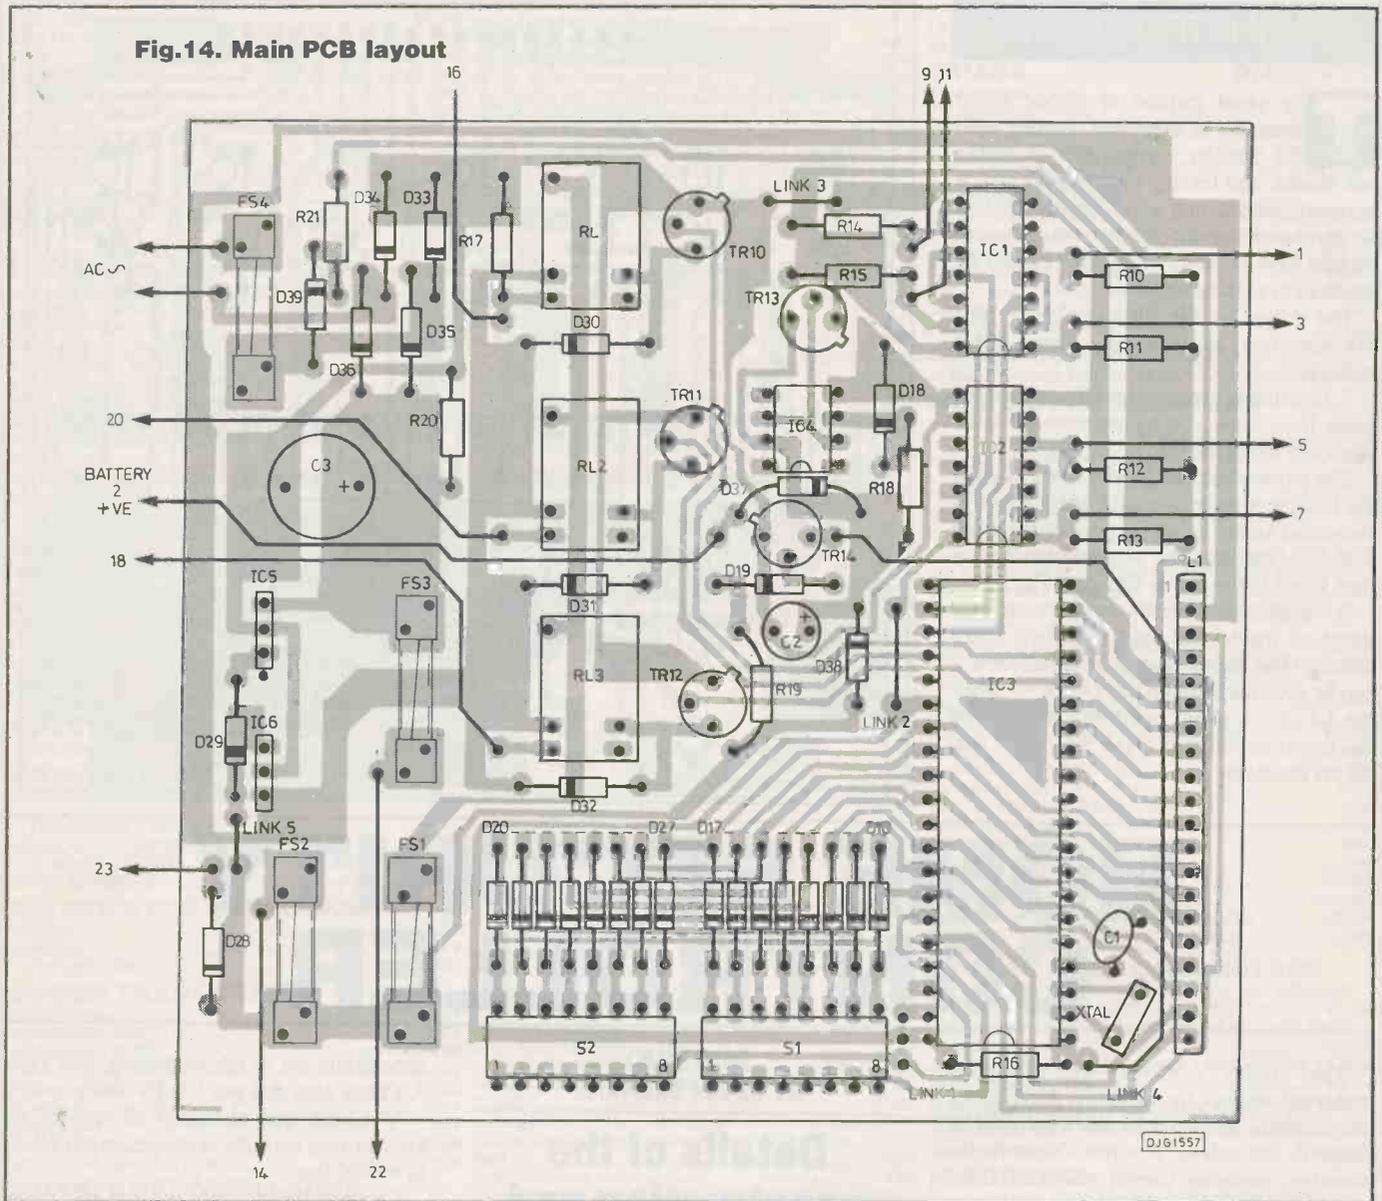 Fig.14. Main PCB layout
16
9 11
FS4
R21
D34
D33
R17
RL
TR10
LINK 3
R14
IC1
1
AC
R15
R10
D39
TR13
3
D35
D30
R11
D36
TR11
D18
20
R20
IC4
IC2
5
C3
RL2
R12
BATTERY
2
+VE
+
D37
R18
7
TR14
R13
18
IC5
FS3
D31
D19
PL1
1
+
C2
D38
RL3
TR12
R19
IC3
LINK 2
IC6
D29
D32
LINK 5
FS2
FS1
D20
D27
D17
D10
23
D28
C1
XTAL
S2
S1
1
8
1
8
R16
LINK 1
LINK 4
DJG1557
14
22